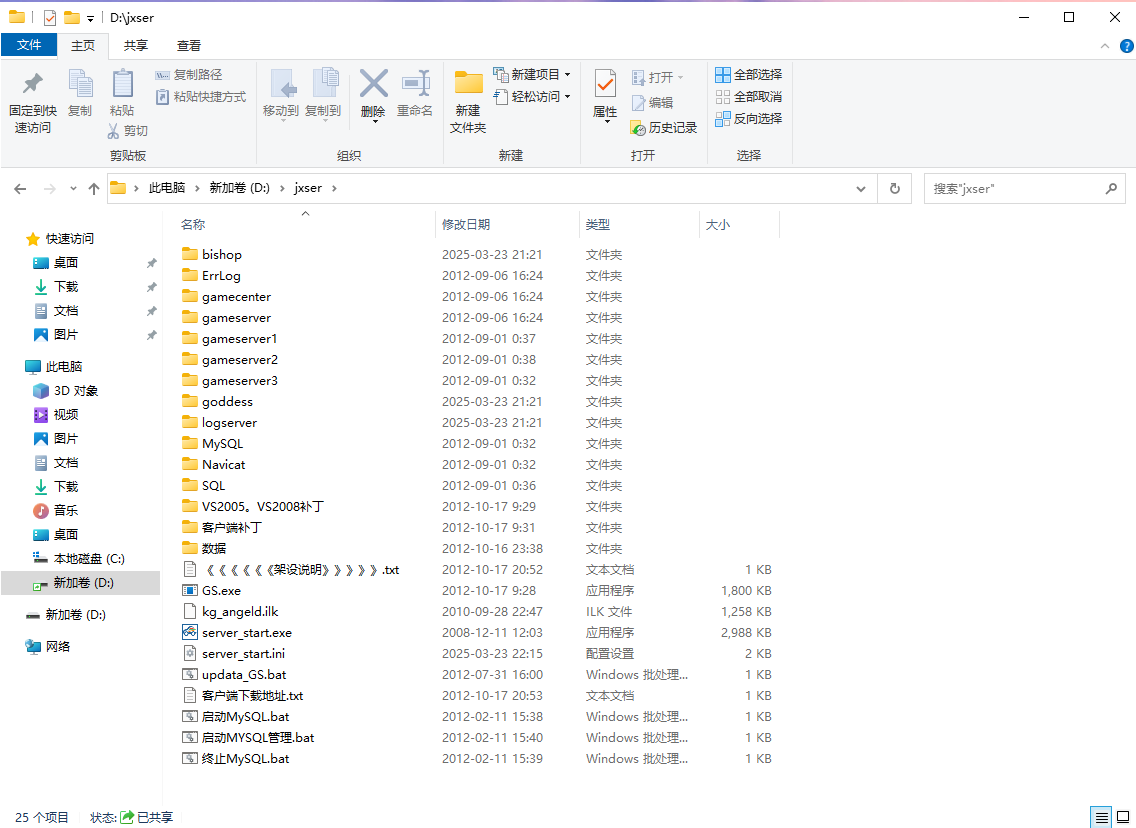 D:\jxser
文件 主页 共享 查看
固定到快速访问
复制
粘贴
复制路径
粘贴快捷方式
剪切
剪贴板
移动到 复制到 删除 重命名
组织
新建文件夹
新建项目
轻松访问
新建
属性
打开
编辑
历史记录
打开
全部选择
全部取消
反向选择
选择
此电脑 新加卷 (D:) jxser
搜索"jxser"
快速访问
桌面
下载
文档
图片
此电脑
3D 对象
视频
图片
文档
下载
音乐
桌面
本地磁盘 (C:)
新加卷 (D:)
新加卷 (D:)
网络
名称 修改日期 类型 大小
bishop 2025-03-23 21:21 文件夹
ErrLog 2012-09-06 16:24 文件夹
gamecenter 2012-09-06 16:24 文件夹
gameserver 2012-09-06 16:24 文件夹
gameserver1 2012-09-01 0:37 文件夹
gameserver2 2012-09-01 0:38 文件夹
gameserver3 2012-09-01 0:32 文件夹
goddess 2025-03-23 21:21 文件夹
logserver 2025-03-23 21:21 文件夹
MySQL 2012-09-01 0:32 文件夹
Navicat 2012-09-01 0:32 文件夹
SQL 2012-09-01 0:36 文件夹
VS2005。VS2008补丁 2012-10-17 9:29 文件夹
客户端补丁 2012-10-17 9:31 文件夹
数据 2012-10-16 23:38 文件夹
《《《《《《架设说明》》》》》.txt 2012-10-17 20:52 文本文档 1 KB
GS.exe 2012-10-17 9:28 应用程序 1,800 KB
kg_angeld.ilk 2010-09-28 22:47 ILK 文件 1,258 KB
server_start.exe 2008-12-11 12:03 应用程序 2,988 KB
server_start.ini 2025-03-23 22:15 配置设置 2 KB
updata_GS.bat 2012-07-31 16:00 Windows 批处理... 1 KB
客户端下载地址.txt 2012-10-17 20:53 文本文档 1 KB
启动MySQL.bat 2012-02-11 15:38 Windows 批处理... 1 KB
启动MYSQL管理.bat 2012-02-11 15:40 Windows 批处理... 1 KB
终止MySQL.bat 2012-02-11 15:39 Windows 批处理... 1 KB
25 个项目 状态: 已共享